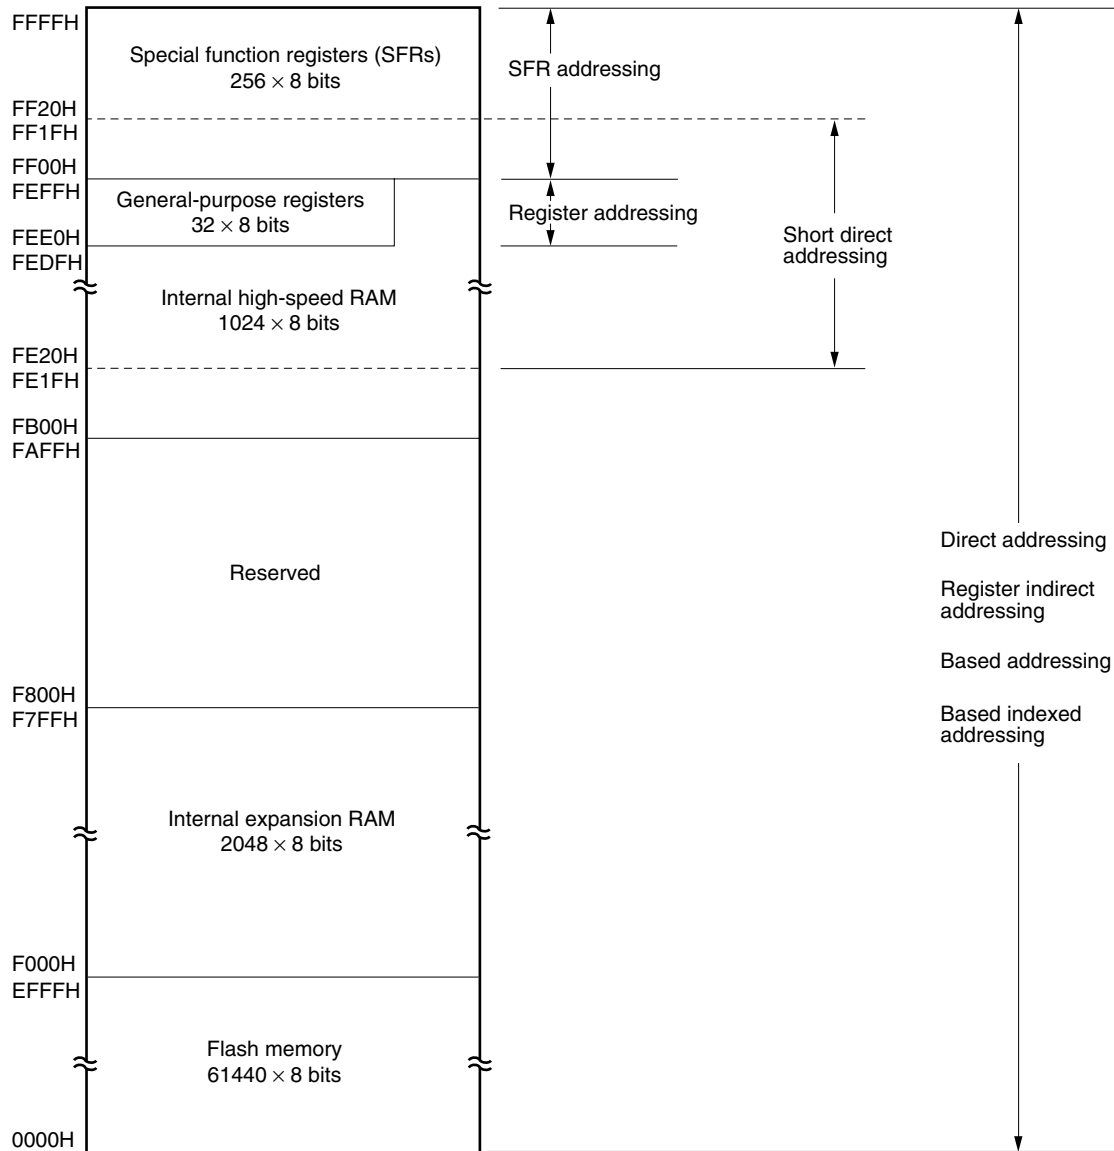 FFFFH
Special function registers (SFRs)
256 × 8 bits
SFR addressing
FF20H
FF1FH
FF00H
FEFFH
General-purpose registers
32 × 8 bits
Register addressing
Short direct
addressing
FEE0H
FEDFH
Internal high-speed RAM
1024 × 8 bits
FE20H
FE1FH
FB00H
FAFFH
Reserved
Direct addressing
Register indirect
addressing
Based addressing
Based indexed
addressing
F800H
F7FFH
Internal expansion RAM
2048 × 8 bits
F000H
EFFFH
Flash memory
61440 × 8 bits
0000H